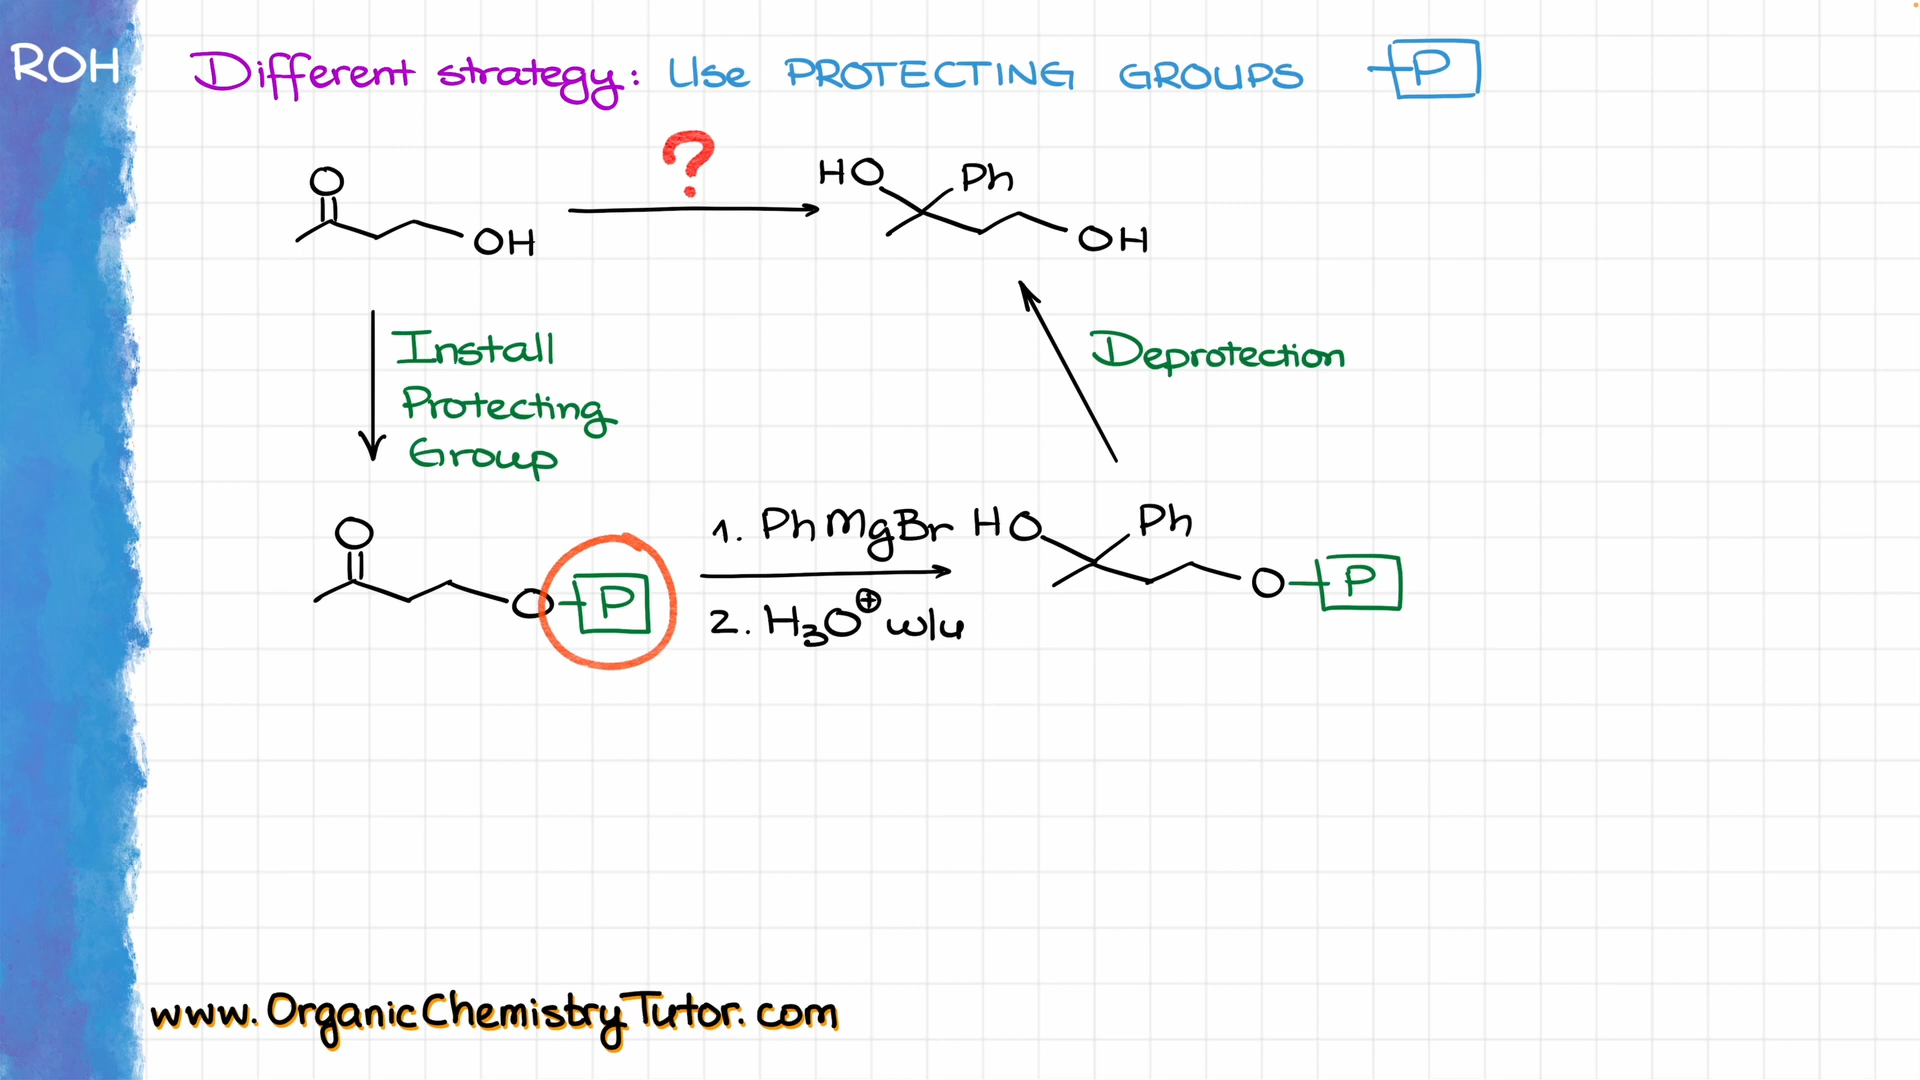 ROH
Different strategy: Use PROTECTING GROUPS P
?
O
OH
HO Ph
OH
Install
Protecting
Group
Deprotection
O
O P
1. PhMgBr
2. H₃O⊕ w/u
HO Ph
O P
www.OrganicChemistryTutor.com